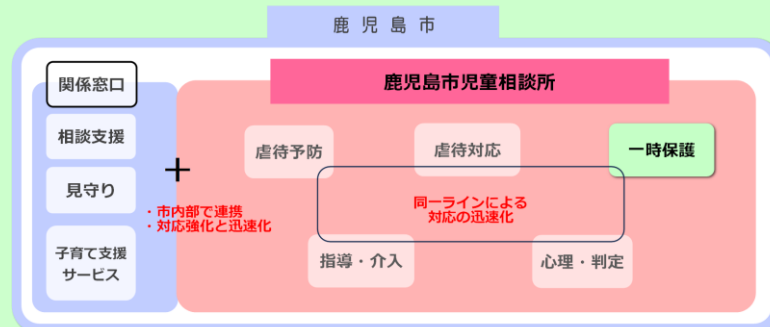 鹿児島市
関係窓口
鹿児島市児童相談所
相談支援
虐待予防
虐待対応
一時保護
+
見守り
・市内部で連携
・対応強化と迅速化
同一ラインによる
対応の迅速化
子育て支援
サービス
指導・介入
心理・判定